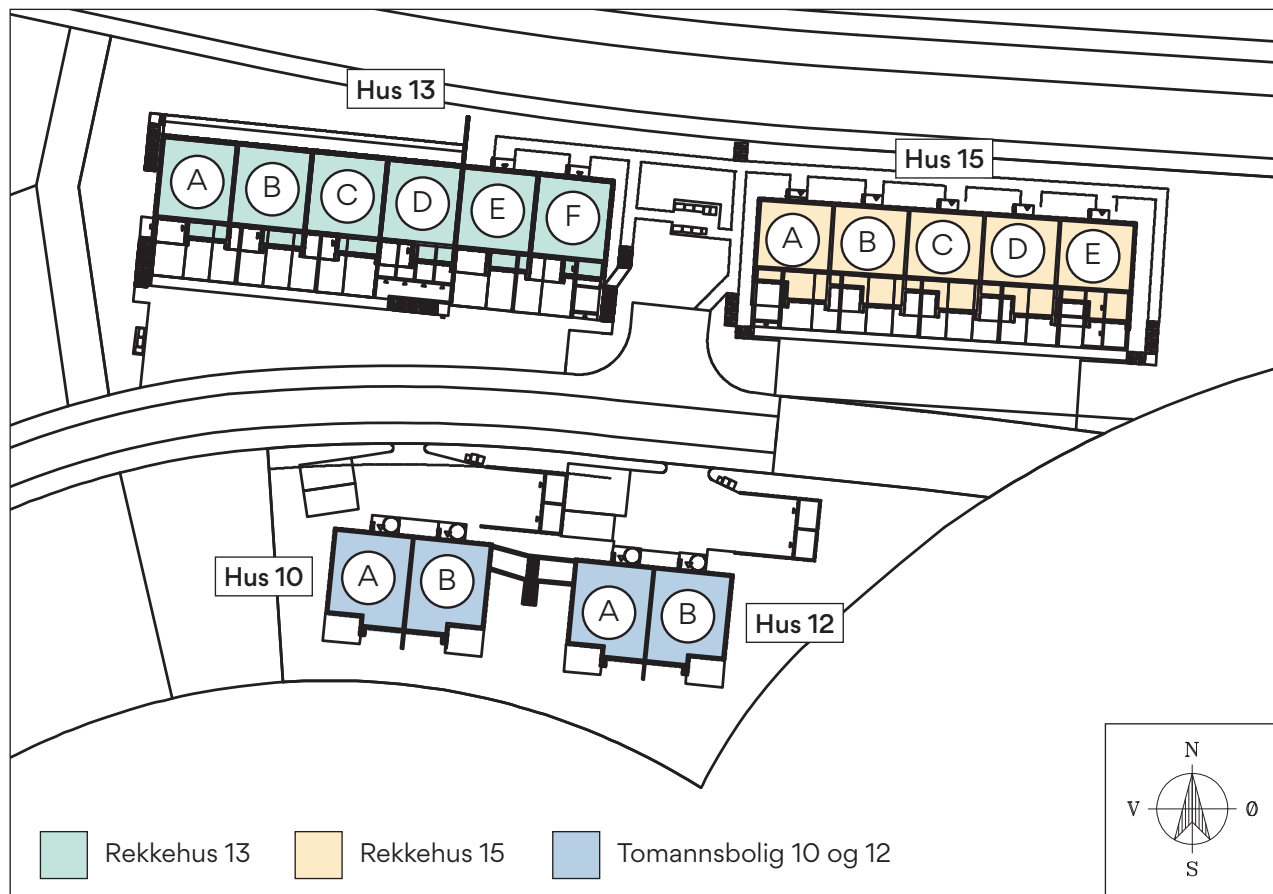 Hus 13
Hus 15
A B C D E F
A B C D E
Hus 10
A B
A B
Hus 12
N
V Ø
S
Rekkehus 13 Rekkehus 15 Tomannsbolig 10 og 12